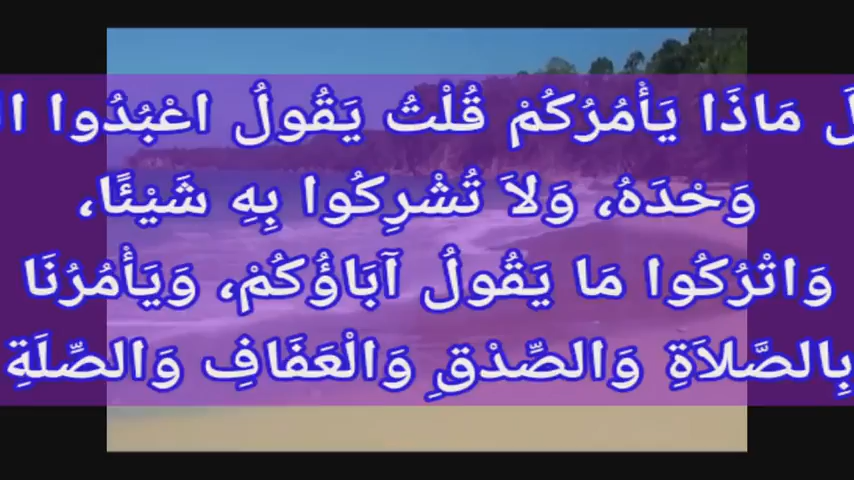 مَاذَا يَأْمُرُكُمْ قُلْتُ يَقُولُ اعْبُدُوا
وَحْدَهُ، وَلاَ تُشْرِكُوا بِهِ شَيْئًا،
وَاتْرُكُوا مَا يَقُولُ آبَاؤُكُمْ، وَيَأْمُرُنَا
بِالصَّلاَةِ وَالصِّدْقِ وَالْعَفَافِ وَالصِّلَةِ